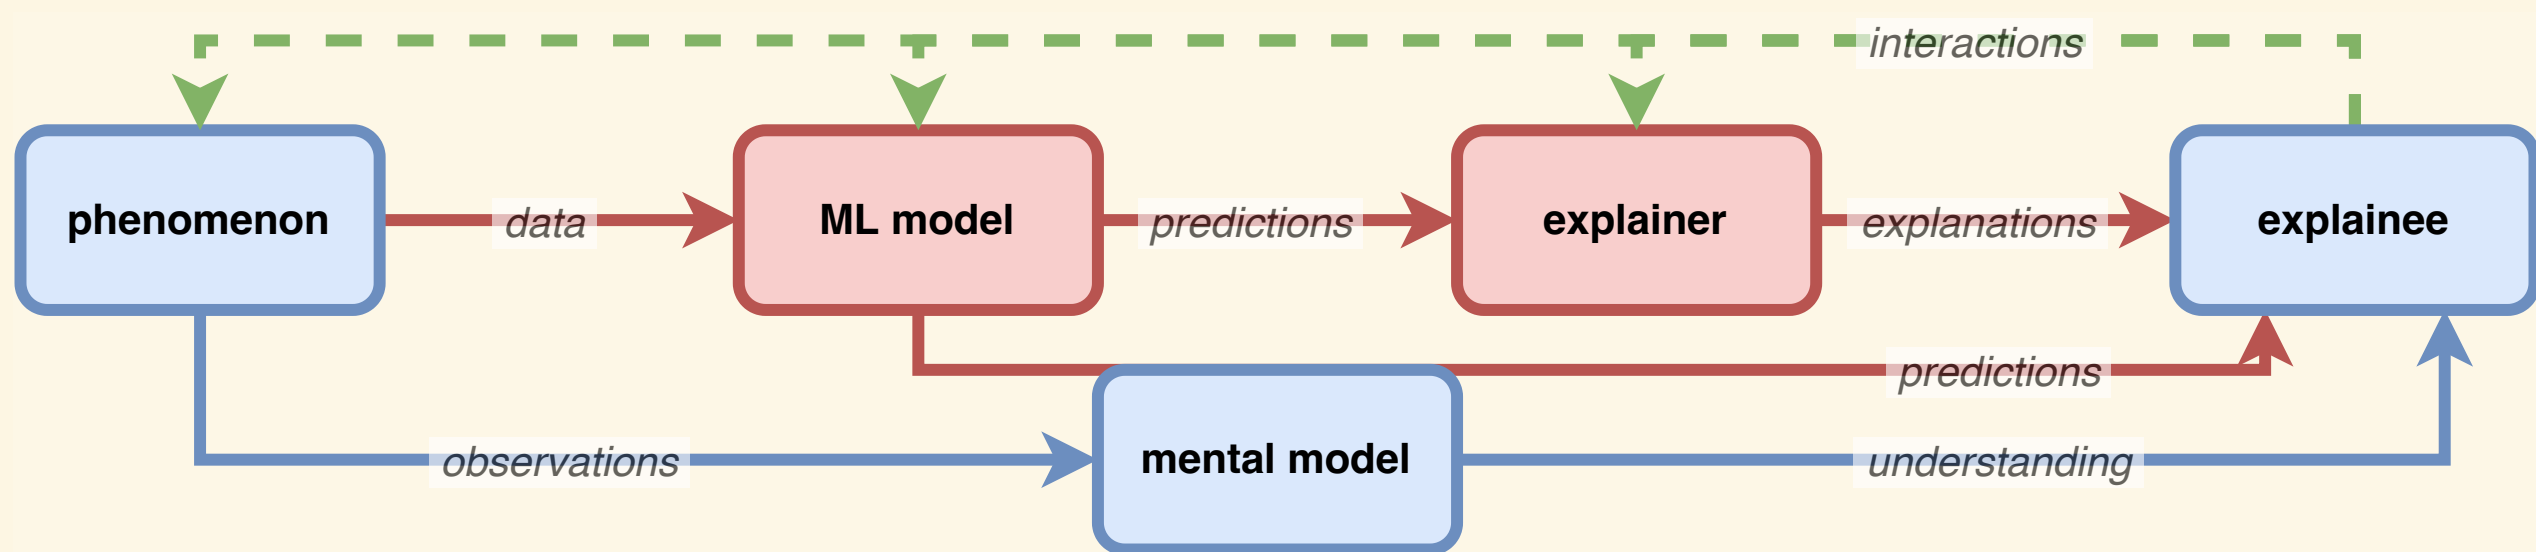 interactions
phenomenon
data
ML model
predictions
explainer
explanations
explainee
predictions
observations
mental model
understanding